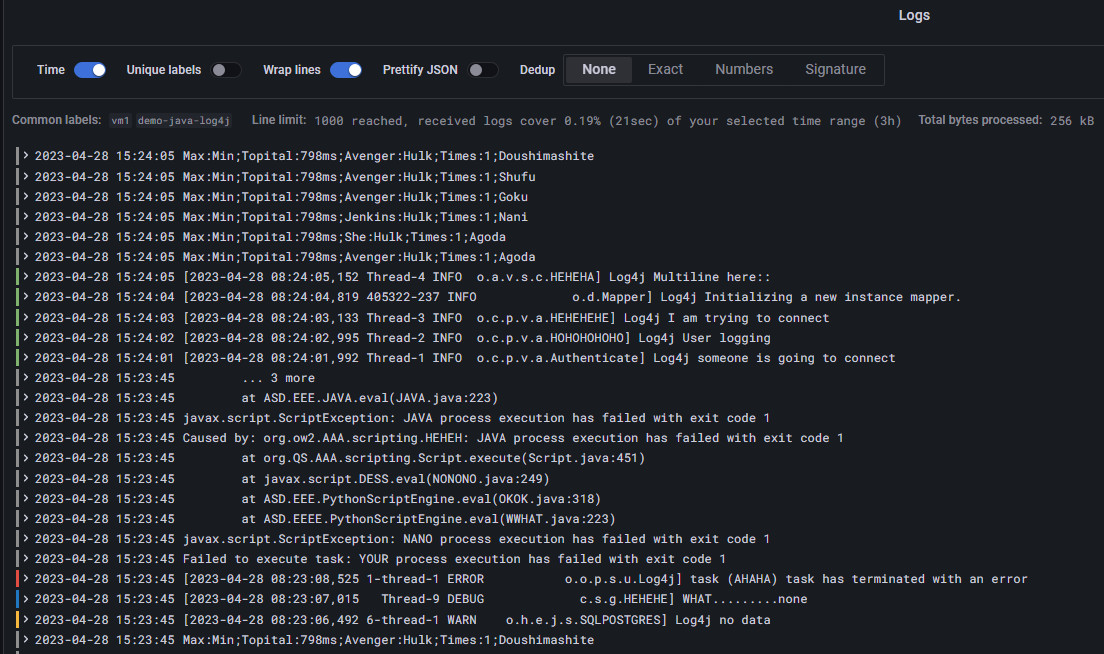 Logs
Time Unique labels Wrap lines Prettify JSON Dedup None Exact Numbers Signature
Common labels: vm1 demo-java-log4j Line limit: 1000 reached, received logs cover 0.19% (21sec) of your selected time range (3h) Total bytes processed: 256 kB
> 2023-04-28 15:24:05 Max:Min;Topital:798ms;Avenger:Hulk;Times:1;Doushimashite
> 2023-04-28 15:24:05 Max:Min;Topital:798ms;Avenger:Hulk;Times:1;Shufu
> 2023-04-28 15:24:05 Max:Min;Topital:798ms;Avenger:Hulk;Times:1;Goku
> 2023-04-28 15:24:05 Max:Min;Topital:798ms;Jenkins:Hulk;Times:1;Nani
> 2023-04-28 15:24:05 Max:Min;Topital:798ms;She:Hulk;Times:1;Agoda
> 2023-04-28 15:24:05 Max:Min;Topital:798ms;Avenger:Hulk;Times:1;Agoda
> 2023-04-28 15:24:05 [2023-04-28 08:24:05,152 Thread-4 INFO  o.a.v.s.c.HEHEHA] Log4j Multiline here::
> 2023-04-28 15:24:04 [2023-04-28 08:24:04,819 405322-237 INFO             o.d.Mapper] Log4j Initializing a new instance mapper.
> 2023-04-28 15:24:03 [2023-04-28 08:24:03,133 Thread-3 INFO  o.c.p.v.a.HEHEHEHE] Log4j I am trying to connect
> 2023-04-28 15:24:02 [2023-04-28 08:24:02,995 Thread-2 INFO  o.c.p.v.a.HOHOHOHOHO] Log4j User logging
> 2023-04-28 15:24:01 [2023-04-28 08:24:01,992 Thread-1 INFO  o.c.p.v.a.Authenticate] Log4j someone is going to connect
> 2023-04-28 15:23:45         ... 3 more
> 2023-04-28 15:23:45         at ASD.EEE.JAVA.eval(JAVA.java:223)
> 2023-04-28 15:23:45 javax.script.ScriptException: JAVA process execution has failed with exit code 1
> 2023-04-28 15:23:45 Caused by: org.ow2.AAA.scripting.HEHEH: JAVA process execution has failed with exit code 1
> 2023-04-28 15:23:45         at org.QS.AAA.scripting.Script.execute(Script.java:451)
> 2023-04-28 15:23:45         at javax.script.DESS.eval(NONONO.java:249)
> 2023-04-28 15:23:45         at ASD.EEE.PythonScriptEngine.eval(OKOK.java:318)
> 2023-04-28 15:23:45         at ASD.EEEE.PythonScriptEngine.eval(WWHAT.java:223)
> 2023-04-28 15:23:45 javax.script.ScriptException: NANO process execution has failed with exit code 1
> 2023-04-28 15:23:45 Failed to execute task: YOUR process execution has failed with exit code 1
> 2023-04-28 15:23:45 [2023-04-28 08:23:08,525 1-thread-1 ERROR           o.o.p.s.u.Log4j] task (AHAHA) task has terminated with an error
> 2023-04-28 15:23:45 [2023-04-28 08:23:07,015   Thread-9 DEBUG             c.s.g.HEHEHE] WHAT.........none
> 2023-04-28 15:23:45 [2023-04-28 08:23:06,492 6-thread-1 WARN    o.h.e.j.s.SQLPOSTGRES] Log4j no data
> 2023-04-28 15:23:45 Max:Min;Topital:798ms;Avenger:Hulk;Times:1;Doushimashite